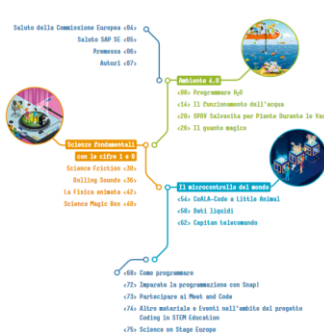 Saluto della Commissione Europea <04>
Saluto SAP SE <05>
Premessa <06>
Autori <07>
Ambiente 4.0
<08> Programmare H₂O
<14> Il funzionamento dell'acqua
<20> SPDV Salvavita per Piante Durante le Vac
<26> Il guanto magico
Scienze fondamentali
con le cifre 1 e 0
Science Friction <30>
Rolling Sounds <36>
La Fisica animata <42>
Science Magic Box <48>
Il microcontrollo del mondo
<54> CoALA-Code a Little Animal
<58> Dati liquidi
<62> Capitan telecomando
<68> Come programmare
<72> Imparate la programmazione con Snap!
<73> Partecipare ai Meet and Code
<74> Altre materiale e Eventi nell'ambito del progetto
Coding in STEM Education
<75> Science on Stage Europe